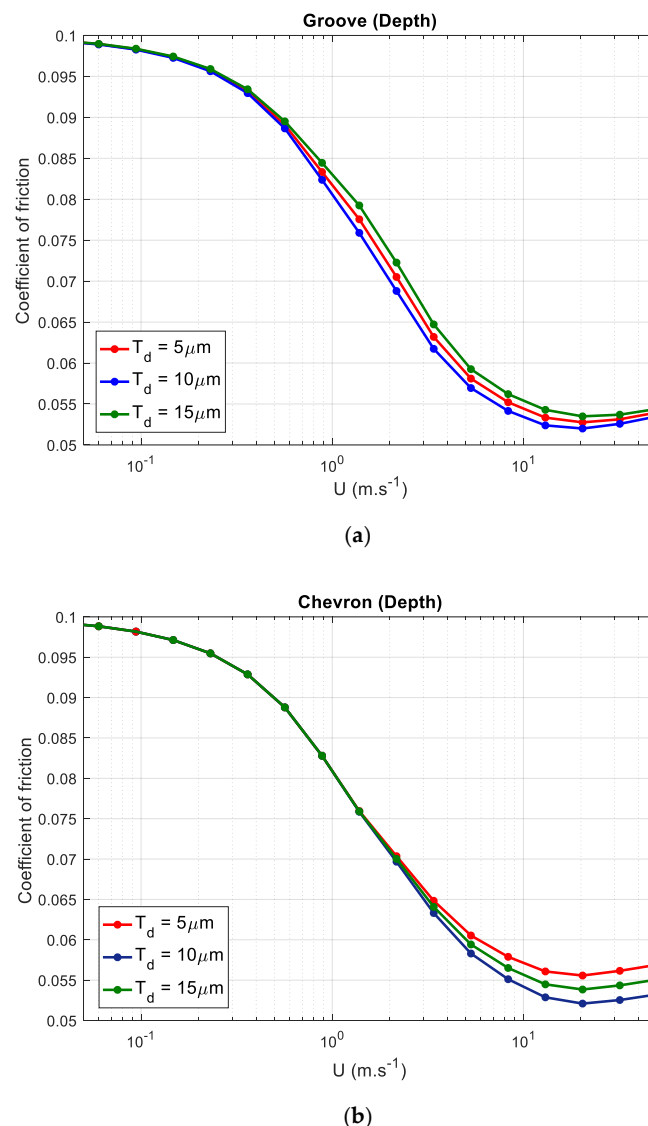 Groove (Depth)
0.1
0.095
0.09
0.085
0.08
0.075
0.07
0.065
0.06
0.055
0.05
Coefficient of friction
T_d = 5μm
T_d = 10μm
T_d = 15μm
10^-1 10^0 10^1
U (m.s^-1)
(a)
Chevron (Depth)
0.1
0.095
0.09
0.085
0.08
0.075
0.07
0.065
0.06
0.055
0.05
Coefficient of friction
T_d = 5μm
T_d = 10μm
T_d = 15μm
10^-1 10^0 10^1
U (m.s^-1)
(b)